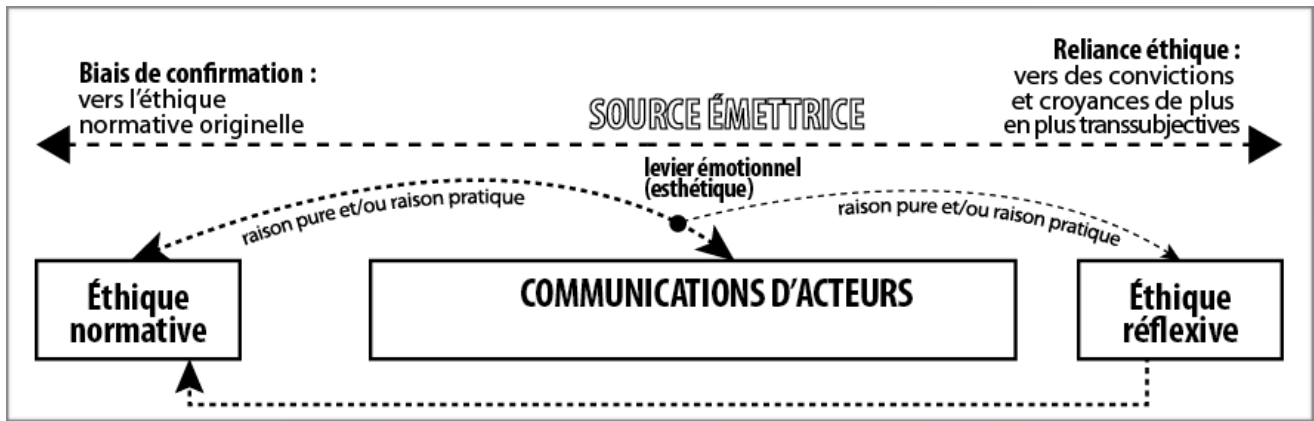 Biais de confirmation :
vers l’éthique
normative originelle
SOURCE ÉMETTRICE
Reliance éthique :
vers des convictions
et croyances de plus
en plus transsubjectives
levier émotionnel
(esthétique)
raison pure et/ou raison pratique
raison pure et/ou raison pratique
Éthique
normative
COMMUNICATIONS D’ACTEURS
Éthique
réflexive